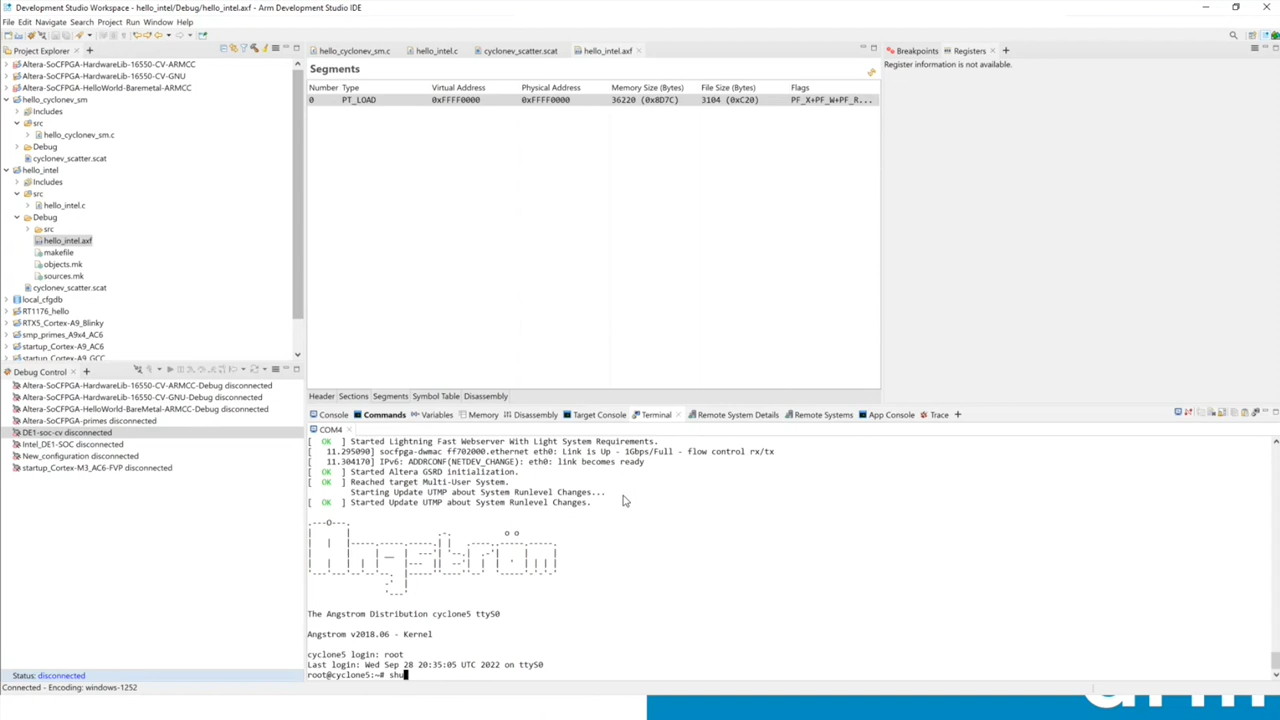 Development Studio Workspace - hello_intel/Debug/hello_intel.axf - Arm Development Studio IDE
File Edit Navigate Search Project Run Window Help
Project Explorer
hello_cyclonev_sm.c
hello_intel.c
cyclonev_scatter.scat
hello_intel.axf
Breakpoints
Registers
Altera-SoCFPGA-HardwareLib-16550-CV-ARMCC
Altera-SoCFPGA-HardwareLib-16550-CV-GNU
Altera-SoCFPGA-HelloWorld-Baremetal-ARMCC
hello_cyclonev_sm
Includes
src
hello_cyclonev_sm.c
Debug
cyclonev_scatter.scat
hello_intel
Includes
src
hello_intel.c
Debug
src
hello_intel.axf
makefile
objects.mk
sources.mk
cyclonev_scatter.scat
local_cfgdb
RT1176_hello
RTX5_Cortex-A9_Blinky
smp_primes_A9x4_AC6
startup_Cortex-A9_AC6
startup_Cortex-A9_GCC
Segments
Number Type Virtual Address Physical Address Memory Size (Bytes) File Size (Bytes) Flags
0 PT_LOAD 0xFFFF0000 0xFFFF0000 36220 (0x8D7C) 3104 (0xC20) PF_X+PF_W+PF_R...
Header Sections Segments Symbol Table Disassembly
Register information is not available.
Debug Control
Altera-SoCFPGA-HardwareLib-16550-CV-ARMCC-Debug disconnected
Altera-SoCFPGA-HardwareLib-16550-CV-GNU-Debug disconnected
Altera-SoCFPGA-HelloWorld-BareMetal-ARMCC-Debug disconnected
Altera-SoCFPGA-primes disconnected
DE1-soc-cv disconnected
Intel_DE1-SOC disconnected
New_configuration disconnected
startup_Cortex-M3_AC6-FVP disconnected
Status: disconnected
Console Commands Variables Memory Disassembly Target Console Terminal Remote System Details Remote Systems App Console Trace
COM4
[ OK ] Started Lightning Fast Webserver With Light System Requirements.
[ 11.295090] socfpga-dwmac ff702000.ethernet eth0: Link is Up - 1Gbps/Full - flow control rx/tx
[ 11.304170] IPv6: ADDRCONF(NETDEV_CHANGE): eth0: link becomes ready
[ OK ] Started Altera GSRD initialization.
[ OK ] Reached target Multi-User System.
Starting Update UTMP about System Runlevel Changes...
[ OK ] Started Update UTMP about System Runlevel Changes.
The Angstrom Distribution cyclone5 ttyS0
Angstrom v2018.06 - Kernel
cyclone5 login: root
Last login: Wed Sep 28 20:35:05 UTC 2022 on ttyS0
root@cyclone5:~# shu
Connected - Encoding: windows-1252